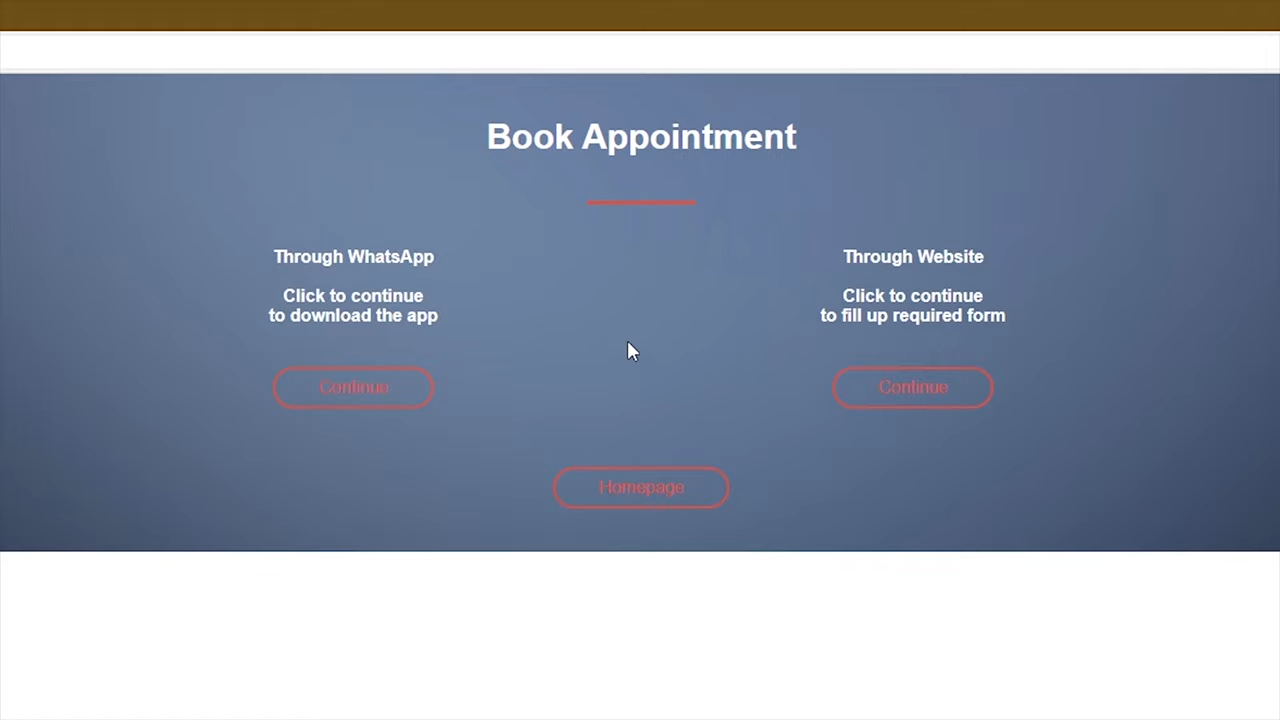 Book Appointment
Through WhatsApp
Click to continue
to download the app
Continue
Through Website
Click to continue
to fill up required form
Continue
Homepage